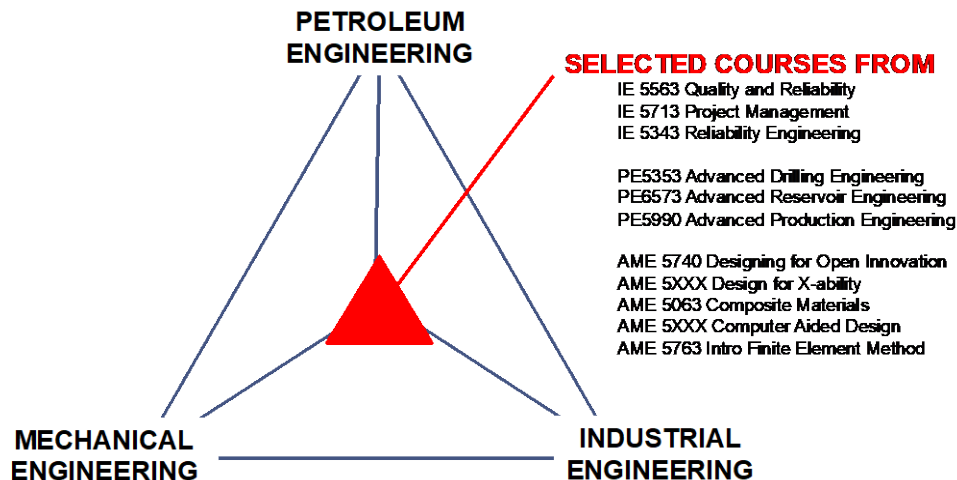 PETROLEUM
ENGINEERING
SELECTED COURSES FROM
IE 5563 Quality and Reliability
IE 5713 Project Management
IE 5343 Reliability Engineering
PE5353 Advanced Drilling Engineering
PE6573 Advanced Reservoir Engineering
PE5990 Advanced Production Engineering
AME 5740 Designing for Open Innovation
AME 5XXX Design for X-ability
AME 5063 Composite Materials
AME 5XXX Computer Aided Design
AME 5763 Intro Finite Element Method
MECHANICAL
ENGINEERING
INDUSTRIAL
ENGINEERING